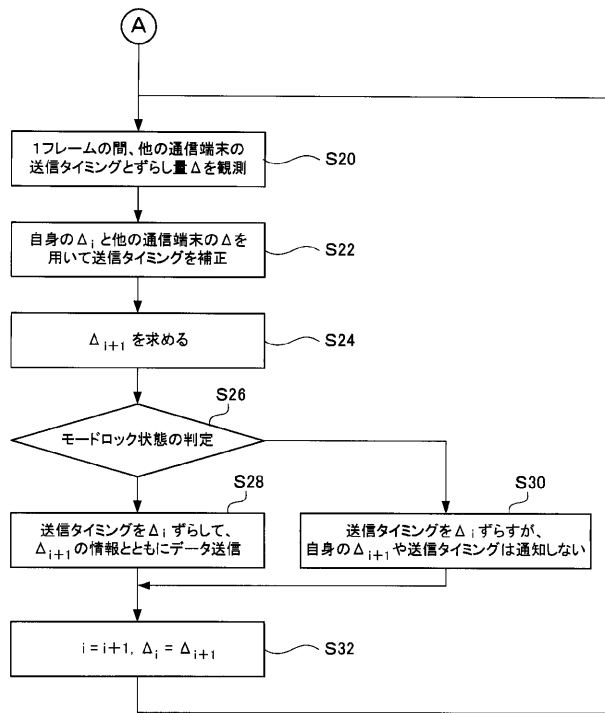 A
1フレームの間、他の通信端末の
送信タイミングとずらし量Δを観測
S20
自身のΔiと他の通信端末のΔを
用いて送信タイミングを補正
S22
Δi+1 を求める
S24
S26
モードロック状態の判定
S28
送信タイミングをΔiずらして、
Δi+1の情報とともにデータ送信
S30
送信タイミングをΔiずらすが、
自身のΔi+1や送信タイミングは通知しない
i = i+1, Δi = Δi+1
S32